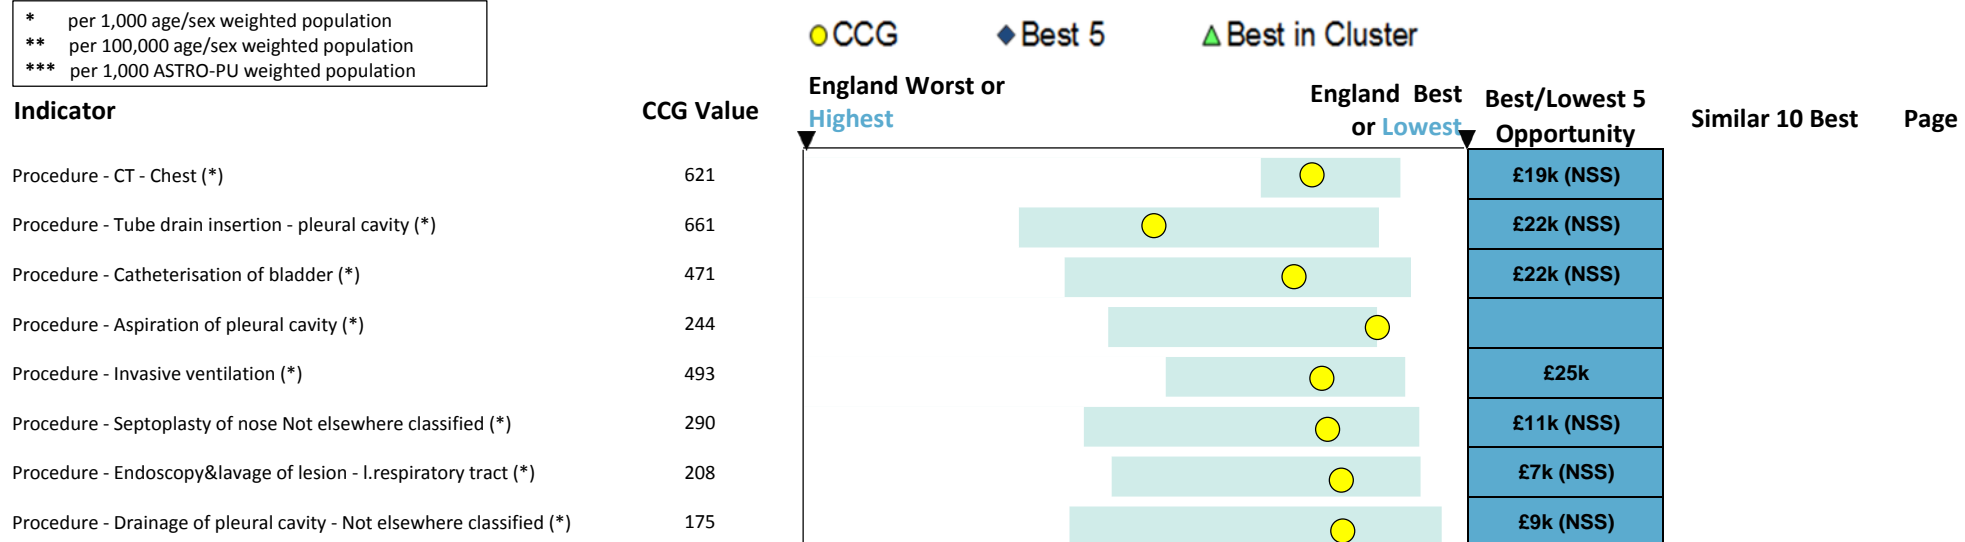 * per 1,000 age/sex weighted population
** per 100,000 age/sex weighted population
*** per 1,000 ASTRO-PU weighted population
CCG Best 5 Best in Cluster
Indicator CCG Value England Worst or Highest England Best or Lowest Best/Lowest 5 Opportunity Similar 10 Best Page
Procedure - CT - Chest (*) 621 £19k (NSS)
Procedure - Tube drain insertion - pleural cavity (*) 661 £22k (NSS)
Procedure - Catheterisation of bladder (*) 471 £22k (NSS)
Procedure - Aspiration of pleural cavity (*) 244
Procedure - Invasive ventilation (*) 493 £25k
Procedure - Septoplasty of nose Not elsewhere classified (*) 290 £11k (NSS)
Procedure - Endoscopy&lavage of lesion - l.respiratory tract (*) 208 £7k (NSS)
Procedure - Drainage of pleural cavity - Not elsewhere classified (*) 175 £9k (NSS)